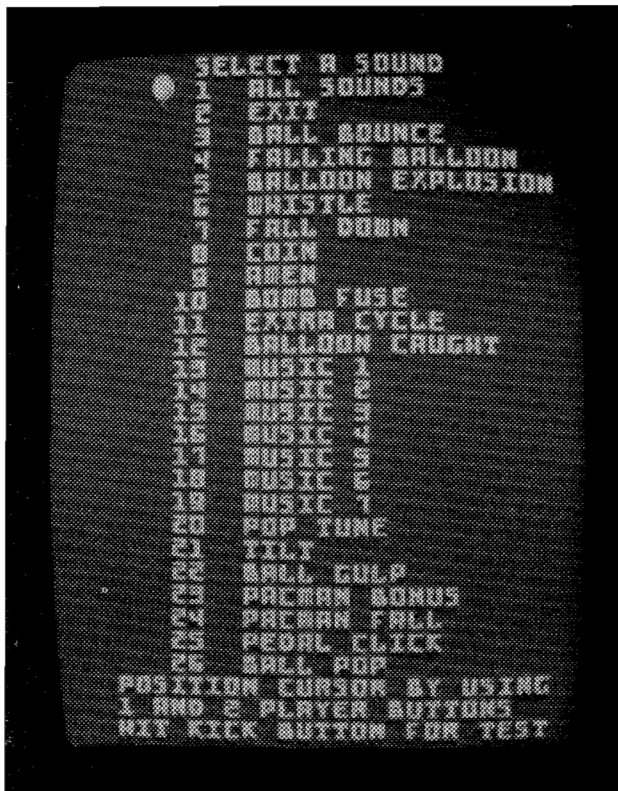 SELECT A SOUND
1 ALL SOUNDS
2 EXIT
3 BALL BOUNCE
4 FALLING BALLOON
5 BALLOON EXPLOSION
6 WHISTLE
7 FALL DOWN
8 COIN
9 AMEN
10 BOMB FUSE
11 EXTRA CYCLE
12 BALLOON CAUGHT
13 MUSIC 1
14 MUSIC 2
15 MUSIC 3
16 MUSIC 4
17 MUSIC 5
18 MUSIC 6
19 MUSIC 7
20 POP TUNE
21 TILT
22 BALL GULP
23 PACMAN BONUS
24 PACMAN FALL
25 PEDAL CLICK
26 BALL POP
POSITION CURSOR BY USING
1 AND 2 PLAYER BUTTONS
HIT KICK BUTTON FOR TEST